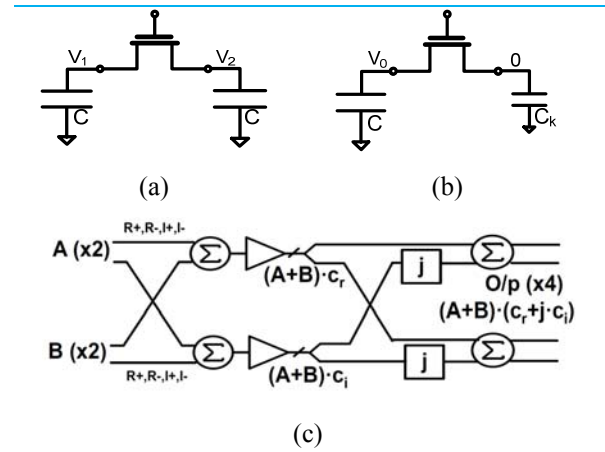 V1 V2
C C
V0 0
C Ck
(a) (b)
R+,R-,I+,I-
A (x2)
Σ
(A+B)·cr
j
Σ
O/p (x4)
(A+B)·(cr+j·ci)
B (x2)
R+,R-,I+,I-
Σ
(A+B)·ci
j
Σ
(c)